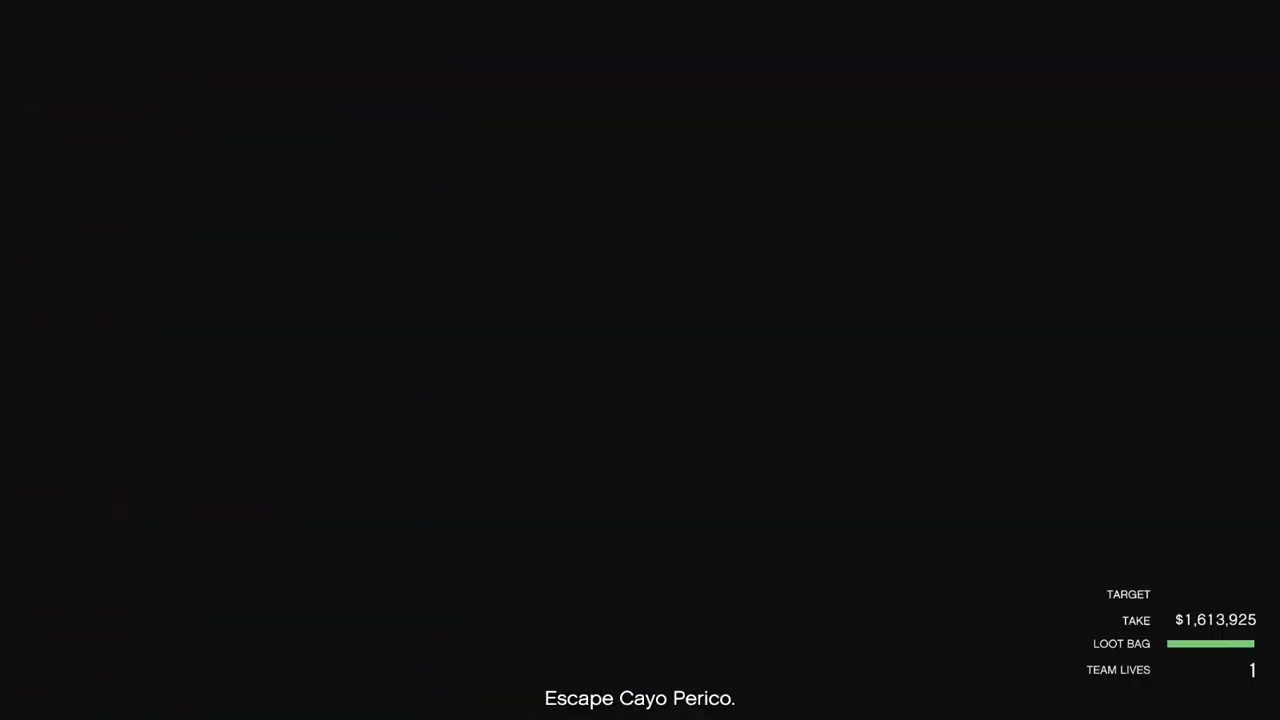 TARGET
TAKE $1,613,925
LOOT BAG
TEAM LIVES 1
Escape Cayo Perico.